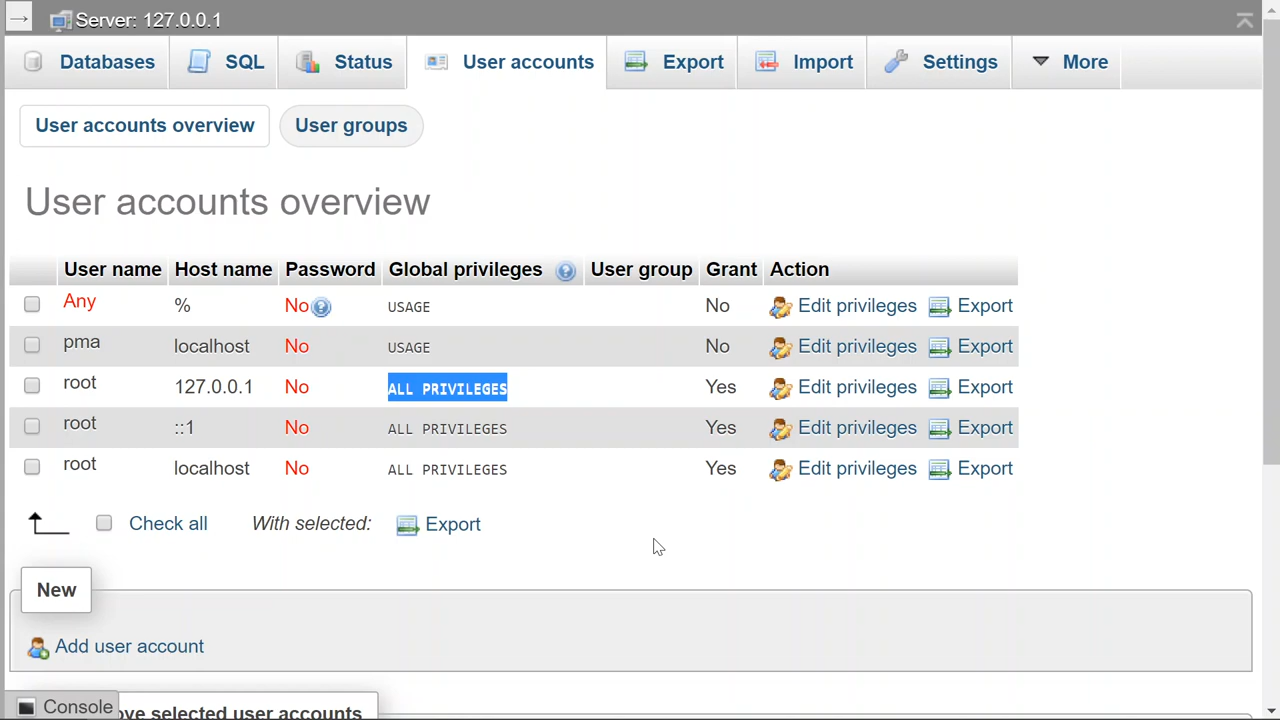 Server: 127.0.0.1
Databases SQL Status User accounts Export Import Settings More
User accounts overview User groups
User accounts overview
User name Host name Password Global privileges User group Grant Action
Any % No USAGE No Edit privileges Export
pma localhost No USAGE No Edit privileges Export
root 127.0.0.1 No ALL PRIVILEGES Yes Edit privileges Export
root ::1 No ALL PRIVILEGES Yes Edit privileges Export
root localhost No ALL PRIVILEGES Yes Edit privileges Export
Check all With selected: Export
New
Add user account
Console ove selected user accounts